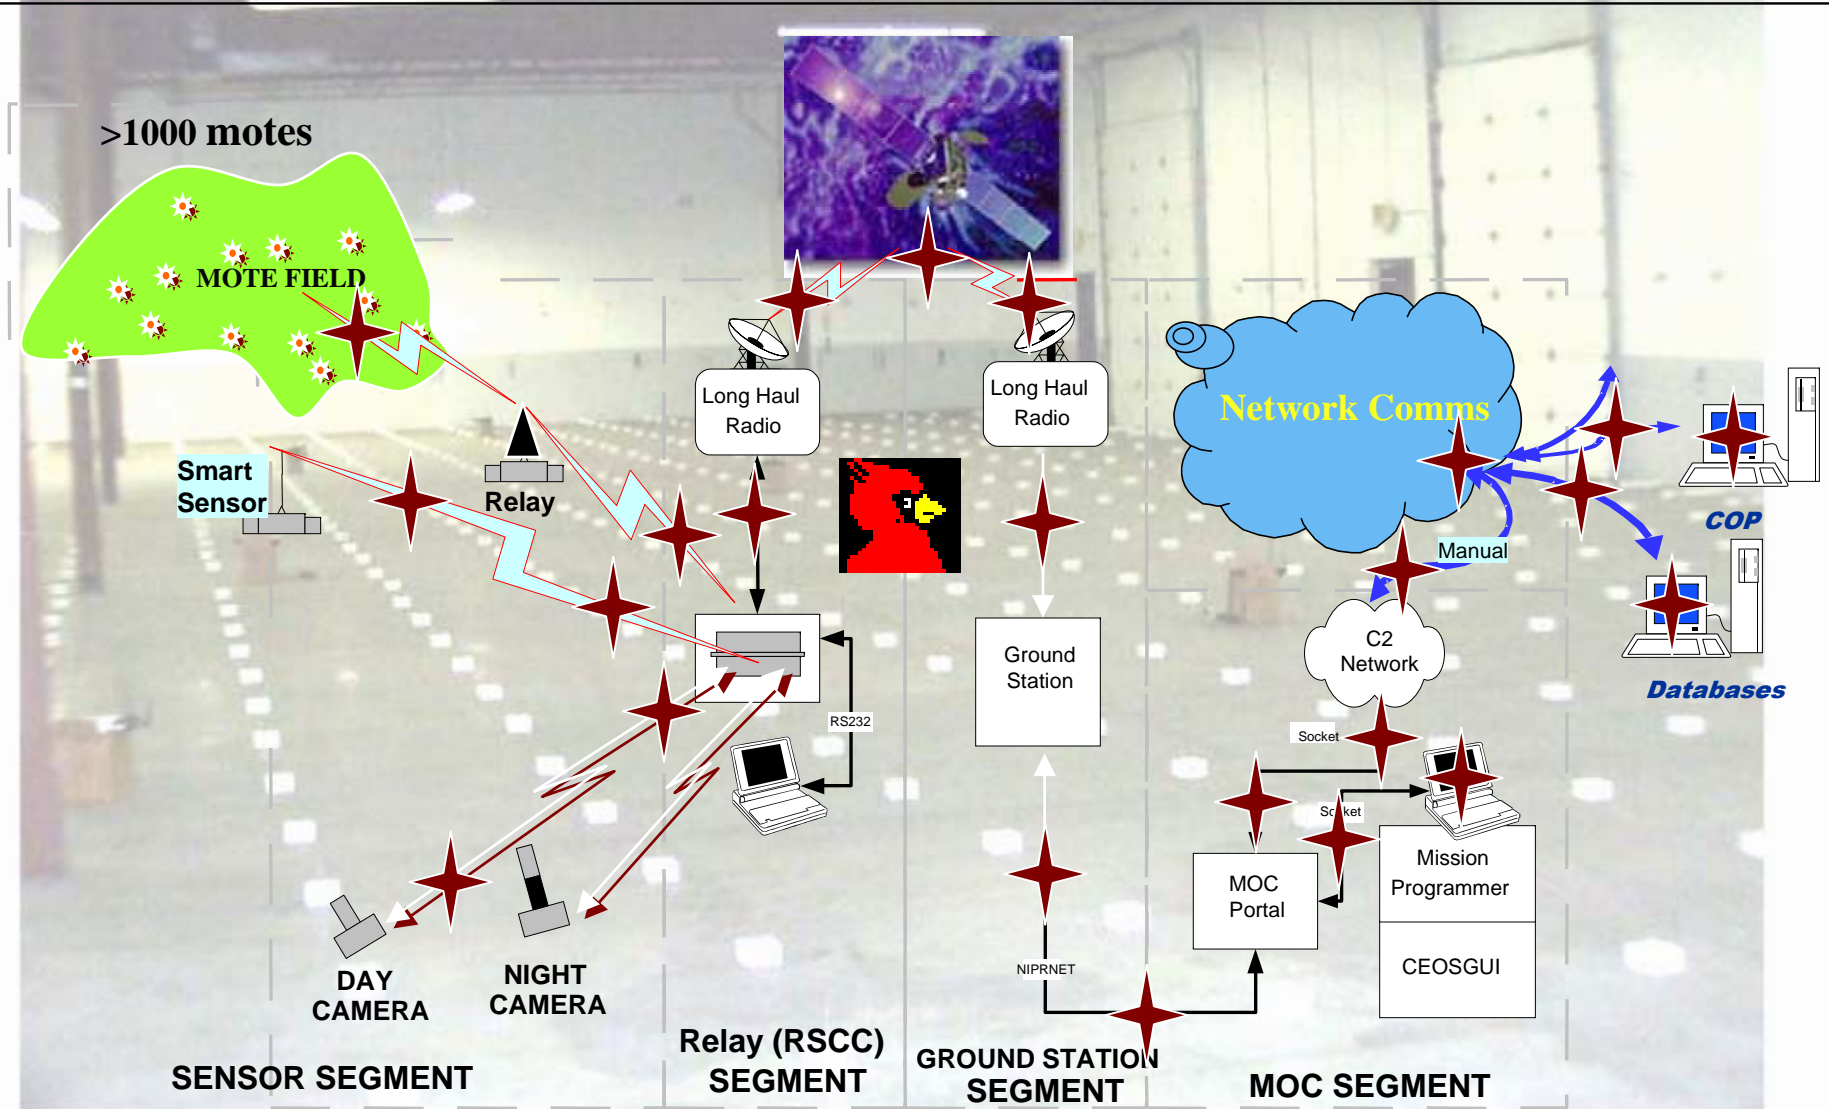 >1000 motes
MOTE FIELD
Smart
Sensor
Relay
Long Haul
Radio
Long Haul
Radio
Network Comms
COP
Manual
Databases
C2
Network
Ground
Station
RS232
Socket
Socket
Mission
Programmer
MOC
Portal
CEOSGUI
NIPRNET
DAY
CAMERA
NIGHT
CAMERA
SENSOR SEGMENT
Relay (RSCC)
SEGMENT
GROUND STATION
SEGMENT
MOC SEGMENT